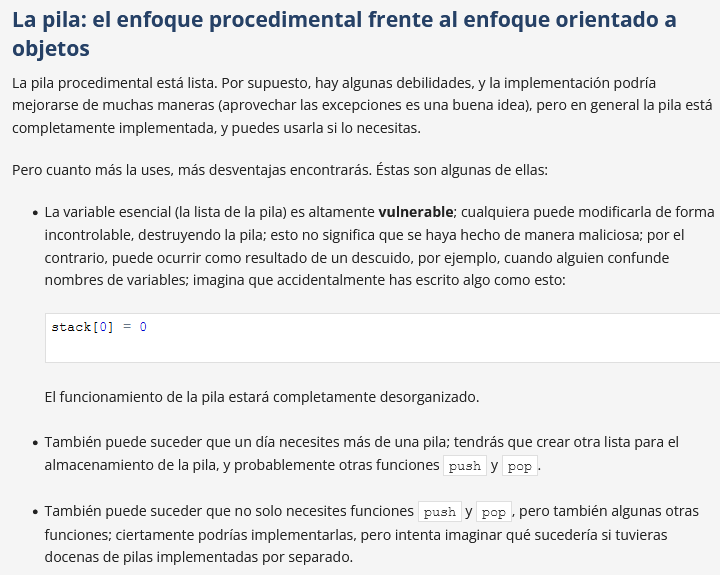 La pila: el enfoque procedimental frente al enfoque orientado a
objetos
La pila procedimental está lista. Por supuesto, hay algunas debilidades, y la implementación podría
mejorarse de muchas maneras (aprovechar las excepciones es una buena idea), pero en general la pila está
completamente implementada, y puedes usarla si lo necesitas.
Pero cuanto más la uses, más desventajas encontrarás. Éstas son algunas de ellas:
• La variable esencial (la lista de la pila) es altamente vulnerable; cualquiera puede modificarla de forma
incontrolable, destruyendo la pila; esto no significa que se haya hecho de manera maliciosa; por el
contrario, puede ocurrir como resultado de un descuido, por ejemplo, cuando alguien confunde
nombres de variables; imagina que accidentalmente has escrito algo como esto:
stack[0] = 0
El funcionamiento de la pila estará completamente desorganizado.
• También puede suceder que un día necesites más de una pila; tendrás que crear otra lista para el
almacenamiento de la pila, y probablemente otras funciones push y pop.
• También puede suceder que no solo necesites funciones push y pop, pero también algunas otras
funciones; ciertamente podrías implementarlas, pero intenta imaginar qué sucedería si tuvieras
docenas de pilas implementadas por separado.